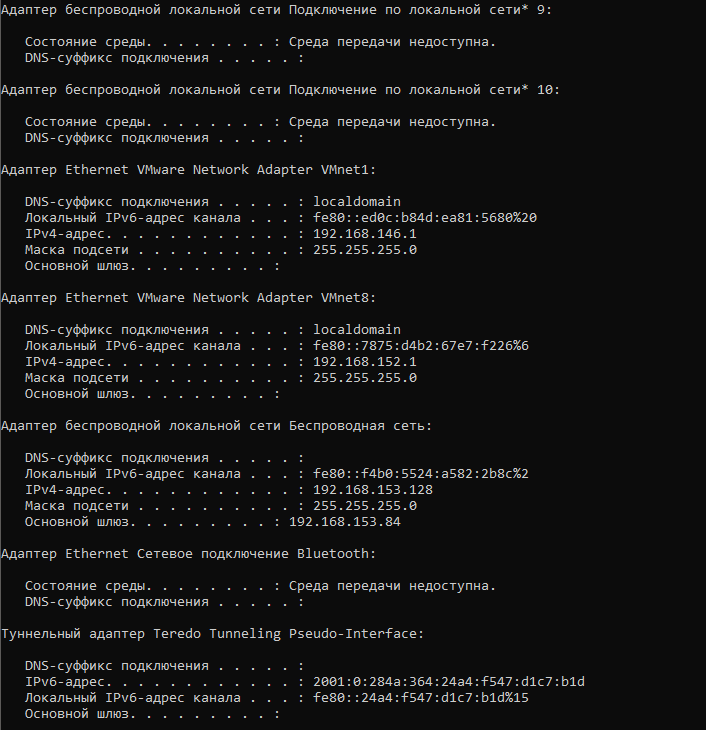 Адаптер беспроводной локальной сети Подключение по локальной сети* 9:
Состояние среды. . . . . . . . : Среда передачи недоступна.
DNS-суффикс подключения . . . . . :
Адаптер беспроводной локальной сети Подключение по локальной сети* 10:
Состояние среды. . . . . . . . : Среда передачи недоступна.
DNS-суффикс подключения . . . . . :
Адаптер Ethernet VMware Network Adapter VMnet1:
DNS-суффикс подключения . . . . . : localdomain
Локальный IPv6-адрес канала . . . : fe80::ed0c:b84d:ea81:5680%20
IPv4-адрес. . . . . . . . . . . . : 192.168.146.1
Маска подсети . . . . . . . . . . : 255.255.255.0
Основной шлюз. . . . . . . . . :
Адаптер Ethernet VMware Network Adapter VMnet8:
DNS-суффикс подключения . . . . . : localdomain
Локальный IPv6-адрес канала . . . : fe80::7875:d4b2:67e7:f226%6
IPv4-адрес. . . . . . . . . . . . : 192.168.152.1
Маска подсети . . . . . . . . . . : 255.255.255.0
Основной шлюз. . . . . . . . . :
Адаптер беспроводной локальной сети Беспроводная сеть:
DNS-суффикс подключения . . . . . :
Локальный IPv6-адрес канала . . . : fe80::f4b0:5524:a582:2b8c%2
IPv4-адрес. . . . . . . . . . . . : 192.168.153.128
Маска подсети . . . . . . . . . . : 255.255.255.0
Основной шлюз. . . . . . . . . : 192.168.153.84
Адаптер Ethernet Сетевое подключение Bluetooth:
Состояние среды. . . . . . . . : Среда передачи недоступна.
DNS-суффикс подключения . . . . . :
Туннельный адаптер Teredo Tunneling Pseudo-Interface:
DNS-суффикс подключения . . . . . :
IPv6-адрес. . . . . . . . . . . . : 2001:0:284a:364:24a4:f547:d1c7:b1d
Локальный IPv6-адрес канала . . . : fe80::24a4:f547:d1c7:b1d%15
Основной шлюз. . . . . . . . . :